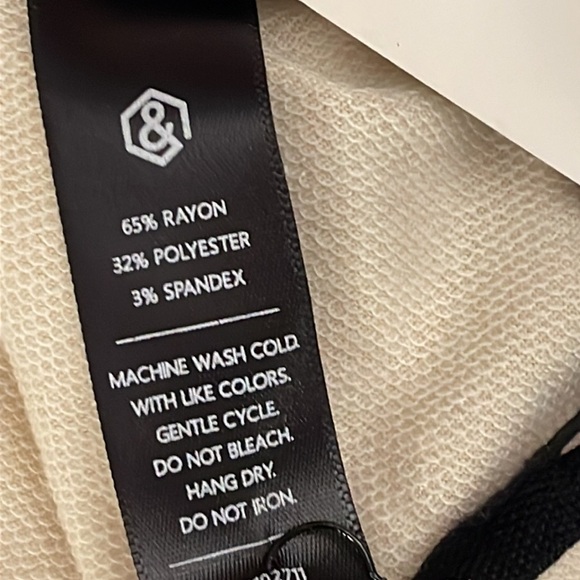 &
65% RAYON
32% POLYESTER
3% SPANDEX
MACHINE WASH COLD.
WITH LIKE COLORS.
GENTLE CYCLE.
DO NOT BLEACH.
HANG DRY.
DO NOT IRON.